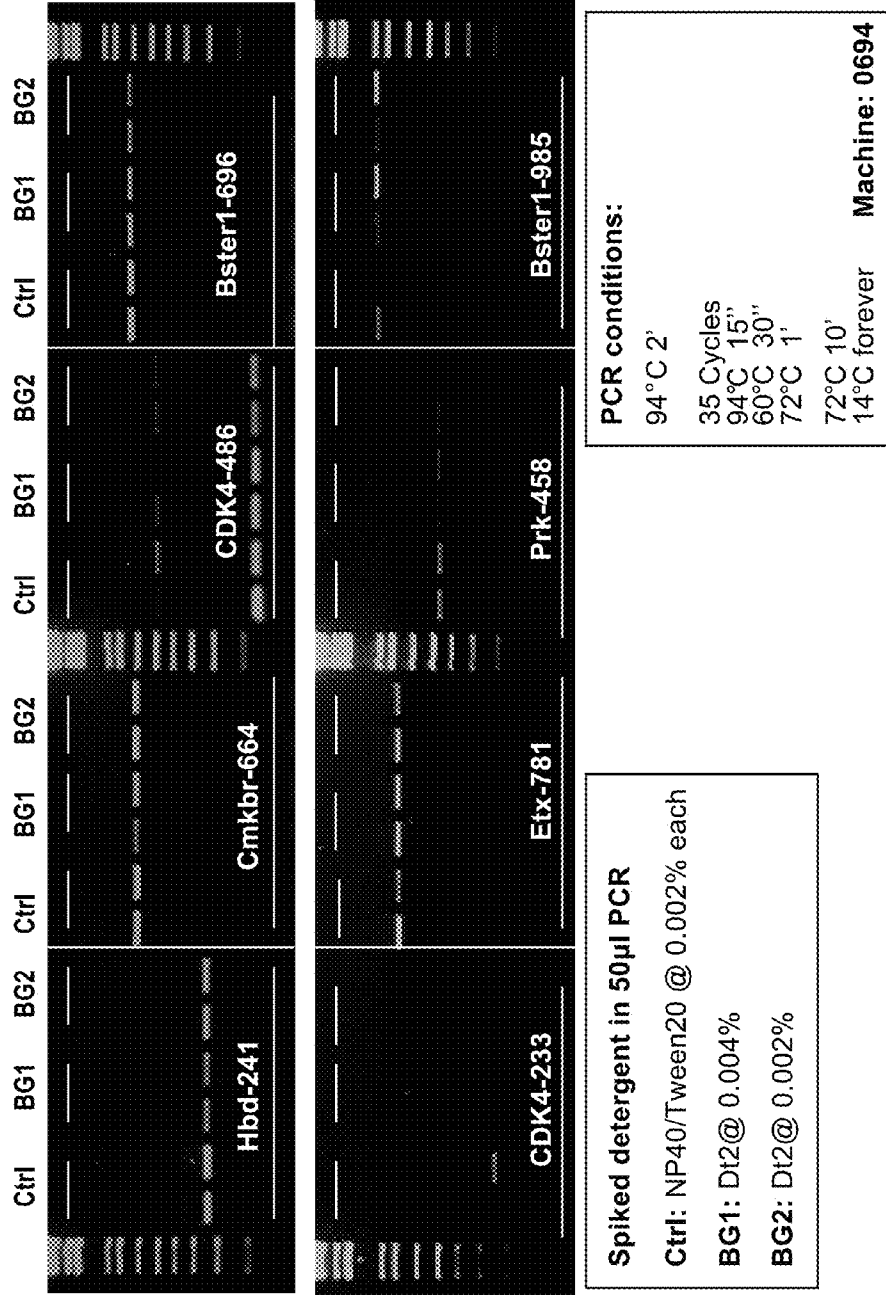 Ctrl BG1 BG2 Ctrl BG1 BG2 Ctrl BG1 BG2 Ctrl BG1 BG2
Hbd-241 Cmkbr-664 CDK4-486 Bster1-696
CDK4-233 Etx-781 Prk-458 Bster1-985
Spiked detergent in 50µl PCR
Ctrl: NP40/Tween20 @ 0.002% each
BG1: Dt2@ 0.004%
BG2: Dt2@ 0.002%
PCR conditions:
94°C 2'
35 Cycles
94°C 15"
60°C 30"
72°C 1'
72°C 10'
14°C forever Machine: 0694